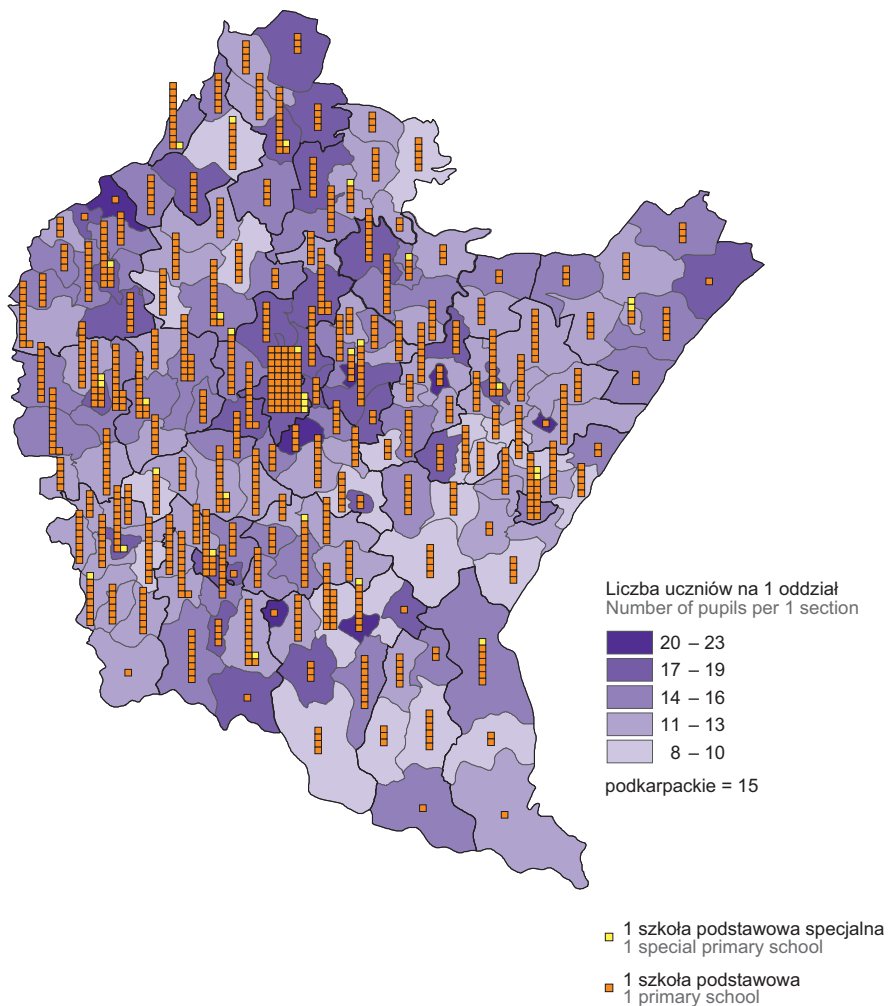 Liczba uczniów na 1 oddział
Number of pupils per 1 section
20 – 23
17 – 19
14 – 16
11 – 13
8 – 10
podkarpackie = 15
1 szkoła podstawowa specjalna
1 special primary school
1 szkoła podstawowa
1 primary school